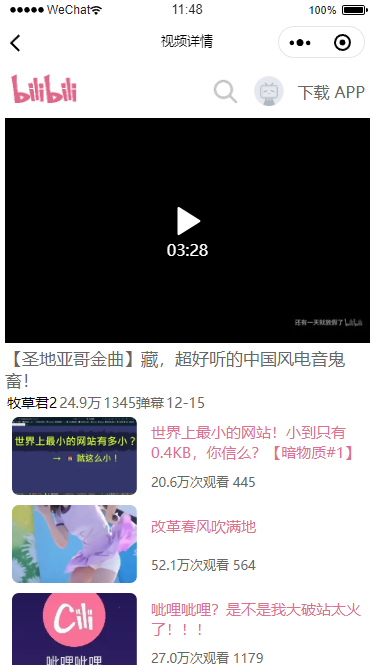 WeChat 11:48 100%
视频详情
bilibili 下载 APP
03:28
还有一天就放假了 bilibili
【圣地亚哥金曲】藏，超好听的中国风电音鬼
畜！
牧草君2 24.9万 1345弹幕 12-15
世界上最小的网站有多小？
→ 就这么小！
世界上最小的网站！小到只有
0.4KB，你信么？【暗物质#1】
20.6万次观看 445
改革春风吹满地
52.1万次观看 564
Cili
呲哩呲哩
呲哩呲哩？是不是我大破站太火
了！！！
27.0万次观看 1179